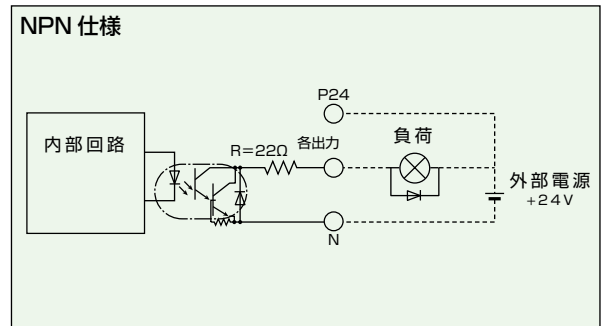 NPN 仕様
P24
内部回路
R=22Ω
各出力
負荷
外部電源
+24V
N